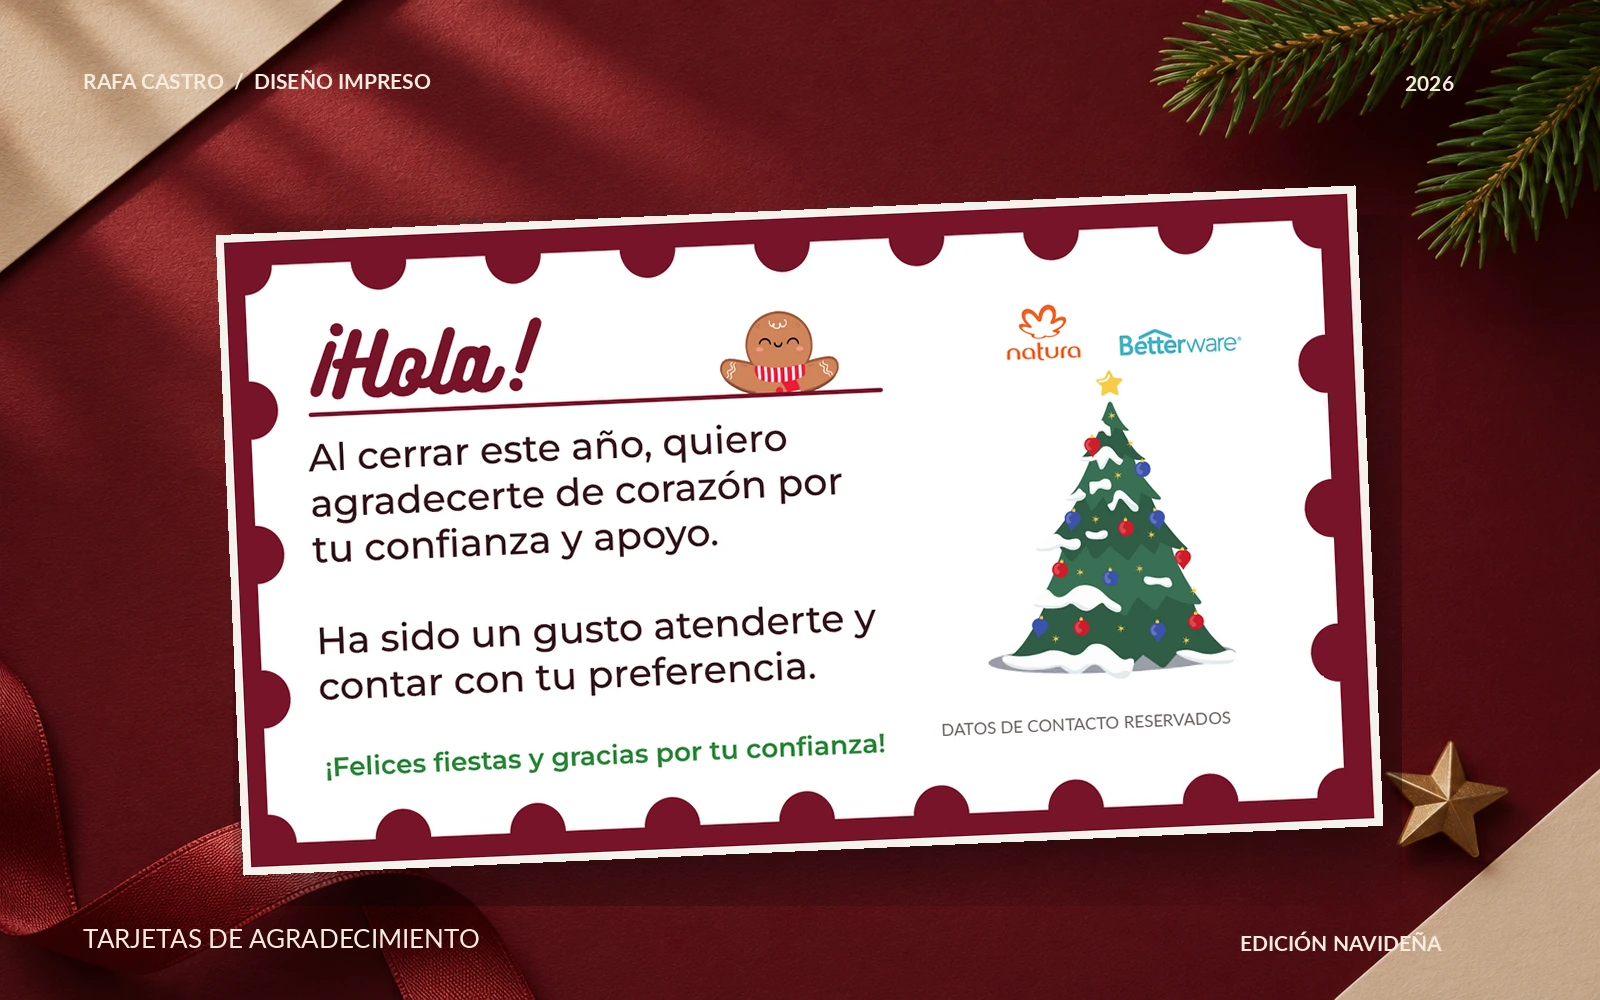 RAFA CASTRO / DISEÑO IMPRESO
2026
¡Hola!
natura
Betterware®
Al cerrar este año, quiero
agradecerte de corazón por
tu confianza y apoyo.
Ha sido un gusto atenderte y
contar con tu preferencia.
¡Felices fiestas y gracias por tu confianza!
DATOS DE CONTACTO RESERVADOS
TARJETAS DE AGRADECIMIENTO
EDICIÓN NAVIDEÑA